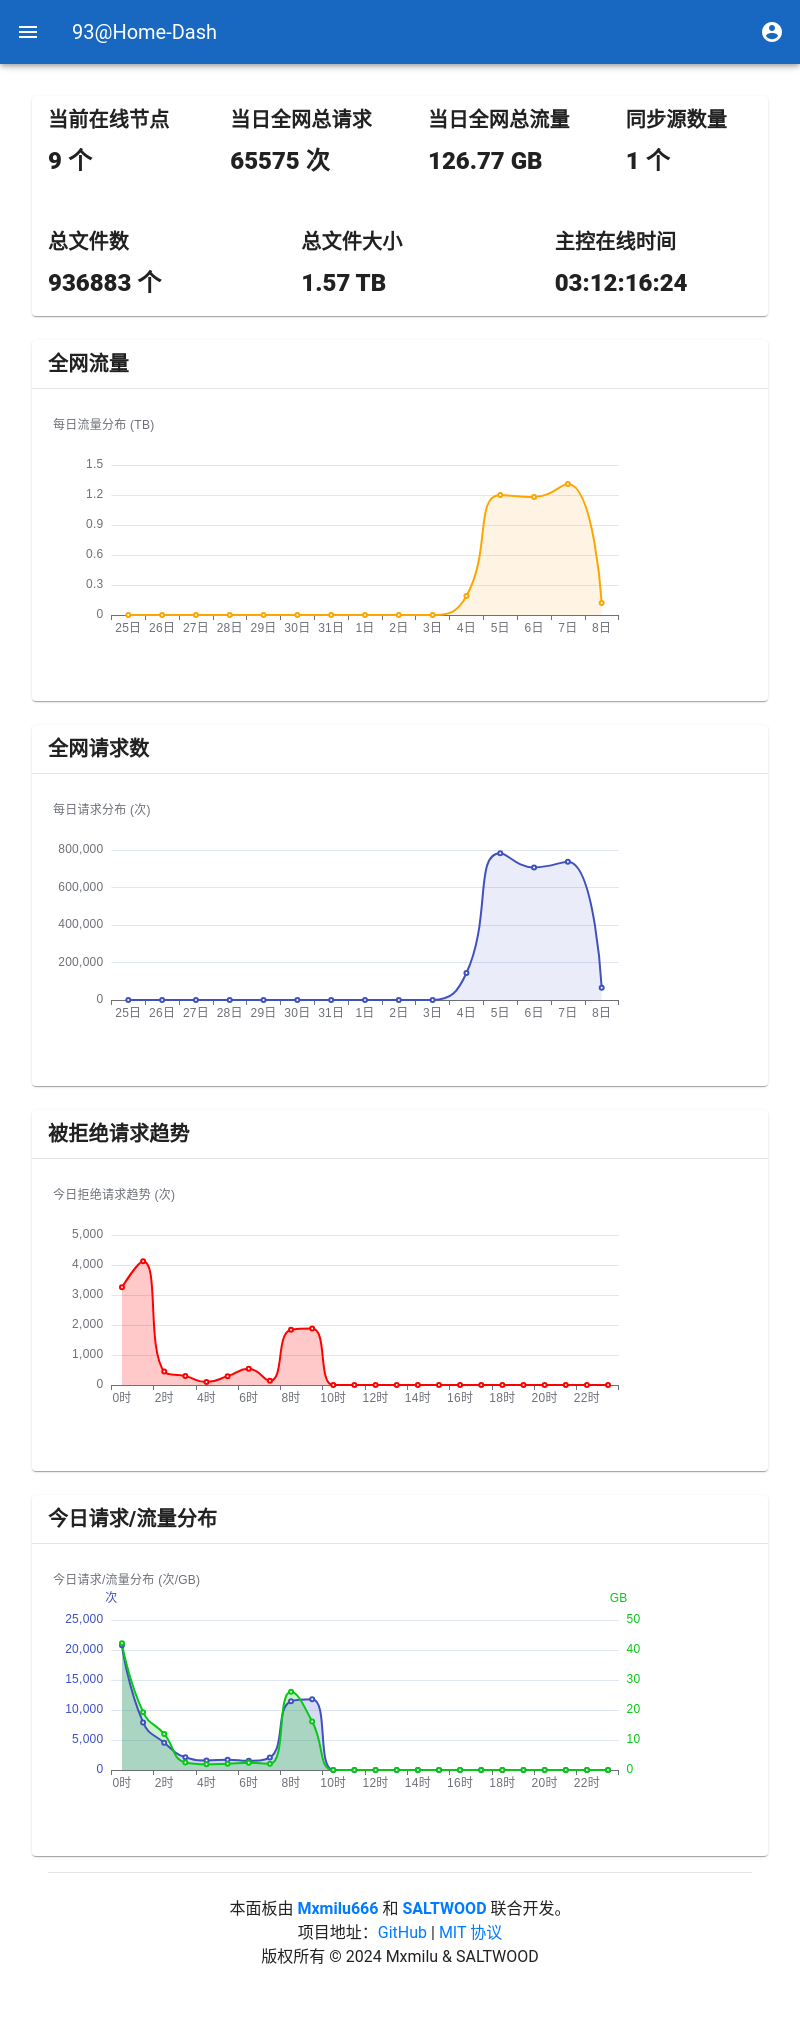 93@Home-Dash
当前在线节点 当日全网总请求 当日全网总流量 同步源数量
9 个 65575 次 126.77 GB 1 个
总文件数 总文件大小 主控在线时间
936883 个 1.57 TB 03:12:16:24
全网流量
每日流量分布 (TB)
1.5
1.2
0.9
0.6
0.3
0
25日 26日 27日 28日 29日 30日 31日 1日 2日 3日 4日 5日 6日 7日 8日
全网请求数
每日请求分布 (次)
800,000
600,000
400,000
200,000
0
25日 26日 27日 28日 29日 30日 31日 1日 2日 3日 4日 5日 6日 7日 8日
被拒绝请求趋势
今日拒绝请求趋势 (次)
5,000
4,000
3,000
2,000
1,000
0
0时 2时 4时 6时 8时 10时 12时 14时 16时 18时 20时 22时
今日请求/流量分布
今日请求/流量分布 (次/GB)
次 GB
25,000 50
20,000 40
15,000 30
10,000 20
5,000 10
0 0
0时 2时 4时 6时 8时 10时 12时 14时 16时 18时 20时 22时
本面板由 Mxmilu666 和 SALTWOOD 联合开发。
项目地址：GitHub | MIT 协议
版权所有 © 2024 Mxmilu & SALTWOOD